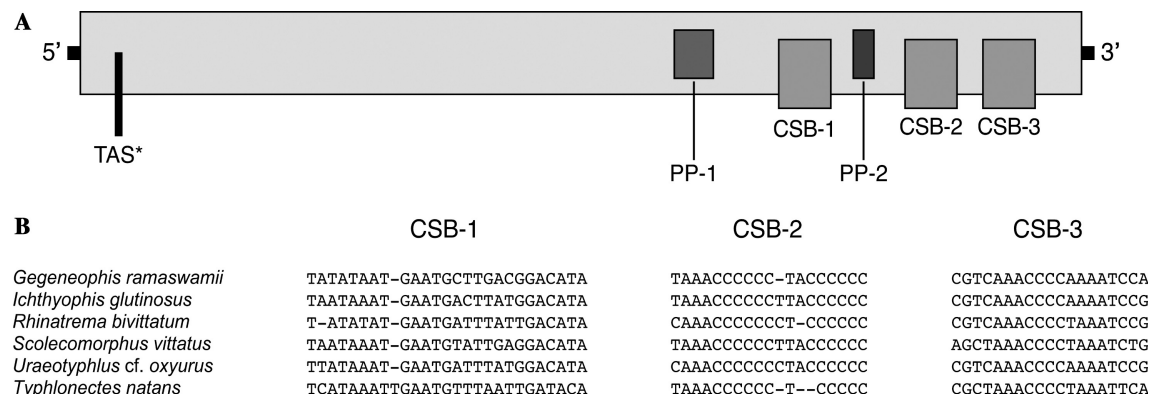 A
5’ 3’
TAS*
CSB-1 CSB-2 CSB-3
PP-1 PP-2
B CSB-1 CSB-2 CSB-3
Gegeneophis ramaswamii TATATAAT-GAATGCTTGACGGACATA TAAACCCCCC-TACCCCCC CGTCAAACCCCAAAATCCA
Ichthyophis glutinosus TAATAAAT-GAATGACTTATGGACATA TAAACCCCCCTTACCCCCC CGTCAAACCCCAAAATCCG
Rhinatrema bivittatum T-ATATAT-GAATGATTTATTGACATA CAAACCCCCCCT-CCCCCC CGTCAAACCCCTAAATCCG
Scolecomorphus vittatus TAATAAAT-GAATGTATTGAGGACATA TAAACCCCCCTTACCCCCC AGCTAAACCCCTAAATCTG
Uraeotyphlus cf. oxyurus TTATAAAT-GAATGATTTATGGACATA CAAACCCCCCCTACCCCCC CGTCAAACCCCAAAATCCG
Typhlonectes natans TCATAAATTGAATGTTTAATTGATACA TAAACCCCCC-T--CCCCC CGCTAAACCCCTAAATTCA